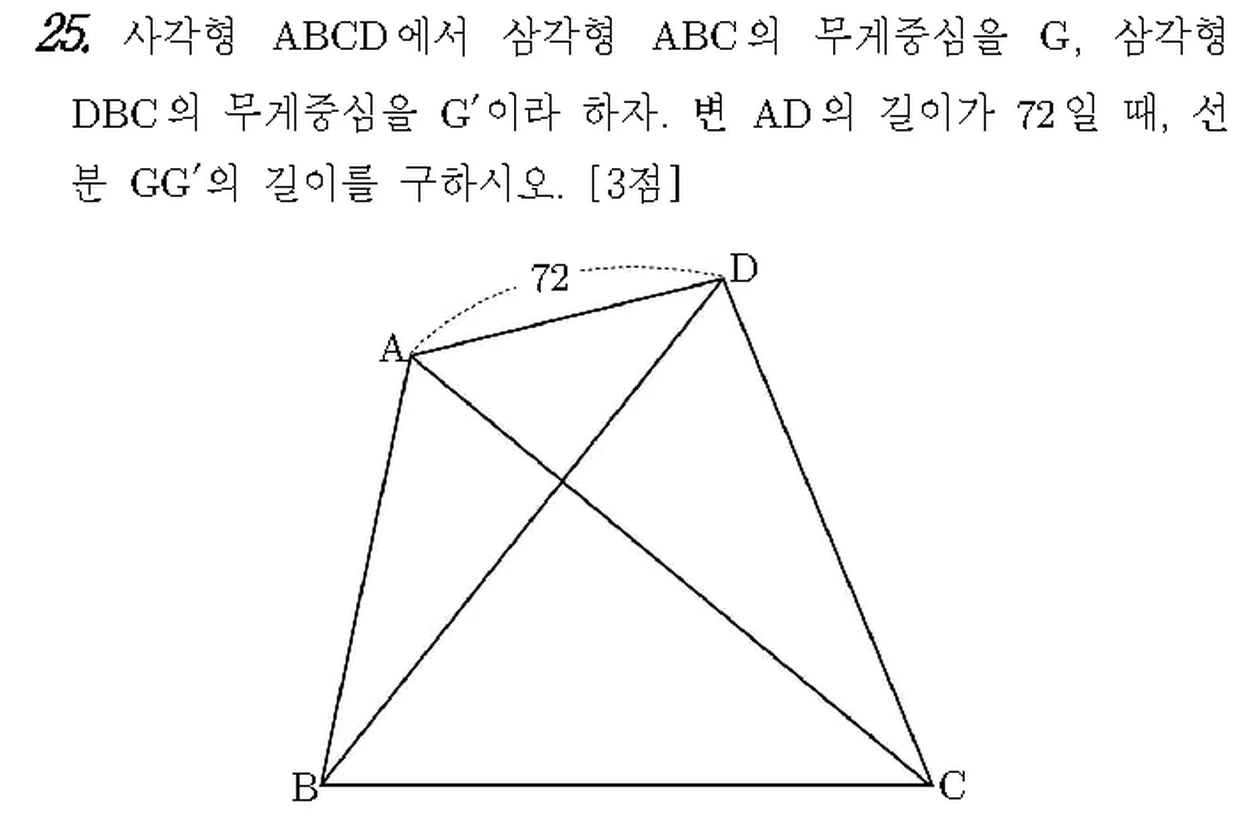 25. 사각형 ABCD에서 삼각형 ABC의 무게중심을 G, 삼각형
DBC의 무게중심을 G′이라 하자. 변 AD의 길이가 72일 때, 선
분 GG′의 길이를 구하시오. [3점]
D
72
A
B
C